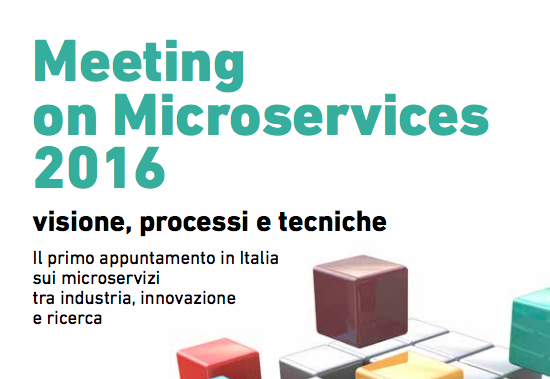 Meeting
on Microservices
2016
visione, processi e tecniche
Il primo appuntamento in Italia
sui microservizi
tra industria, innovazione
e ricerca